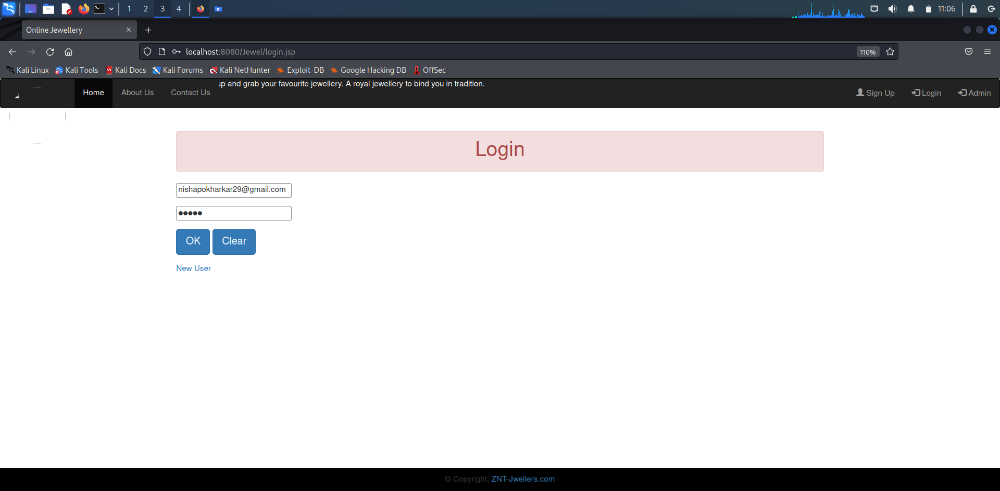 1 2 3 4 11:06
Online Jewellery
localhost:8080/Jewel/login.jsp 110%
Kali Linux Kali Tools Kali Docs Kali Forums Kali NetHunter Exploit-DB Google Hacking DB OffSec
up and grab your favourite jewellery. A royal jewellery to bind you in tradition.
Home About Us Contact Us Sign Up Login Admin
Login
nishapokharkar29@gmail.com
●●●●●
OK Clear
New User
© Copyright: ZNT-Jwellers.com